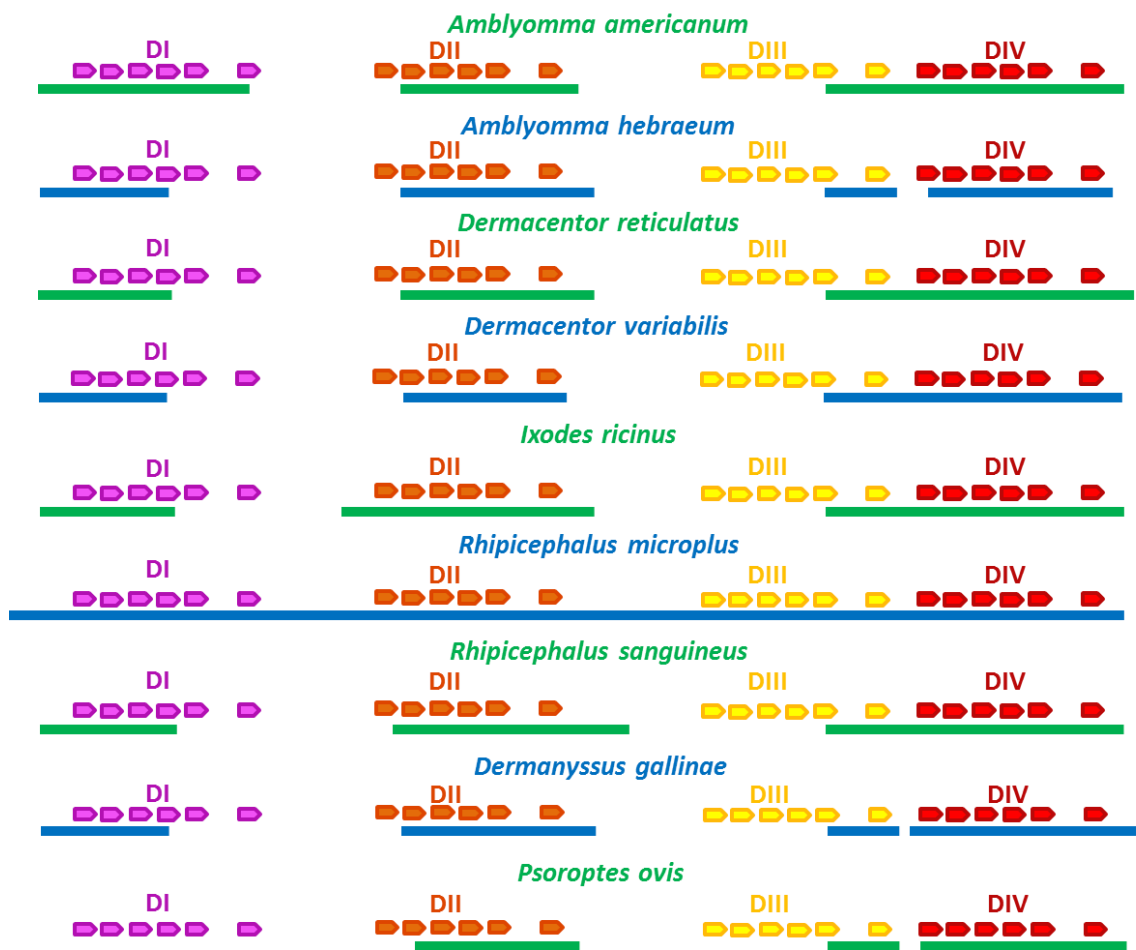 Amblyomma americanum
DI DII DIII DIV
Amblyomma hebraeum
DI DII DIII DIV
Dermacentor reticulatus
DI DII DIII DIV
Dermacentor variabilis
DI DII DIII DIV
Ixodes ricinus
DI DII DIII DIV
Rhipicephalus microplus
DI DII DIII DIV
Rhipicephalus sanguineus
DI DII DIII DIV
Dermanyssus gallinae
DI DII DIII DIV
Psoroptes ovis
DI DII DIII DIV